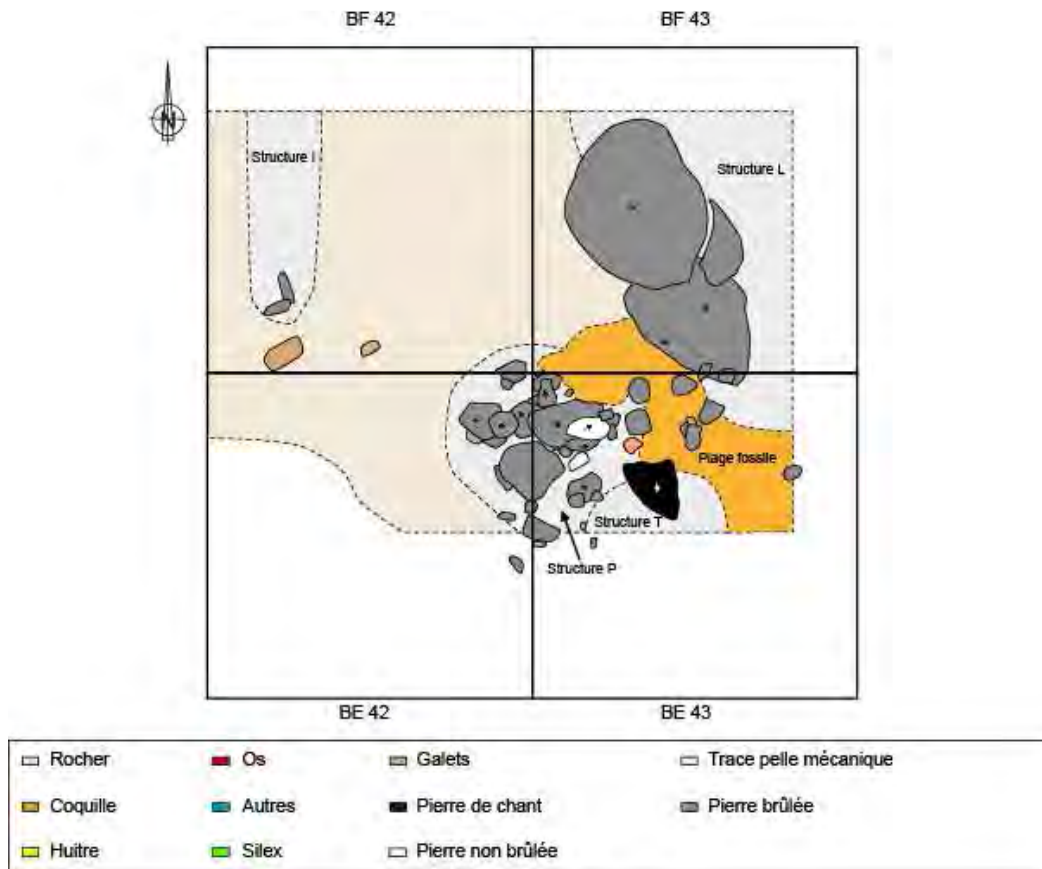 BF 42
BF 43
N
Structure I
Structure L
Plage fossile
Structure T
Structure P
BE 42
BE 43
Rocher
Os
Galets
Trace pelle mécanique
Coquille
Autres
Pierre de chant
Pierre brûlée
Huitre
Silex
Pierre non brûlée